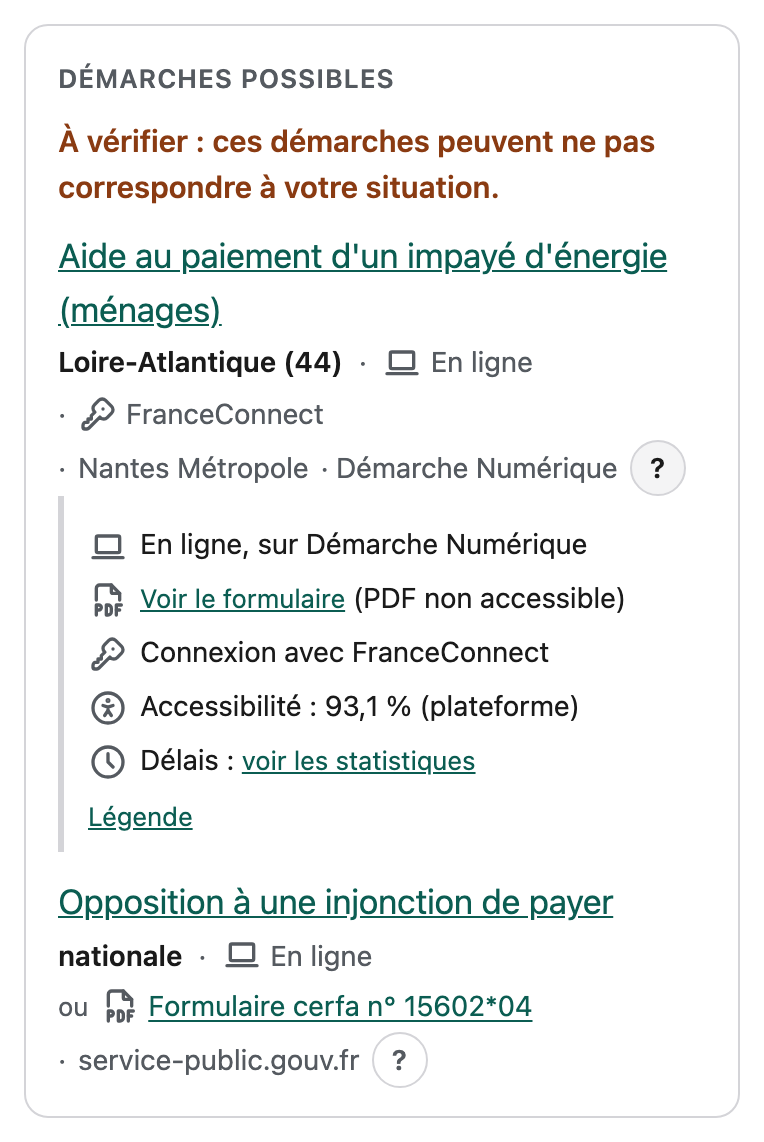 DÉMARCHES POSSIBLES
À vérifier : ces démarches peuvent ne pas
correspondre à votre situation.
Aide au paiement d'un impayé d'énergie
(ménages)
Loire-Atlantique (44) · En ligne
· FranceConnect
· Nantes Métropole · Démarche Numérique ?
En ligne, sur Démarche Numérique
PDF Voir le formulaire (PDF non accessible)
Connexion avec FranceConnect
Accessibilité : 93,1 % (plateforme)
Délais : voir les statistiques
Légende
Opposition à une injonction de payer
nationale · En ligne
ou PDF Formulaire cerfa n° 15602*04
· service-public.gouv.fr ?